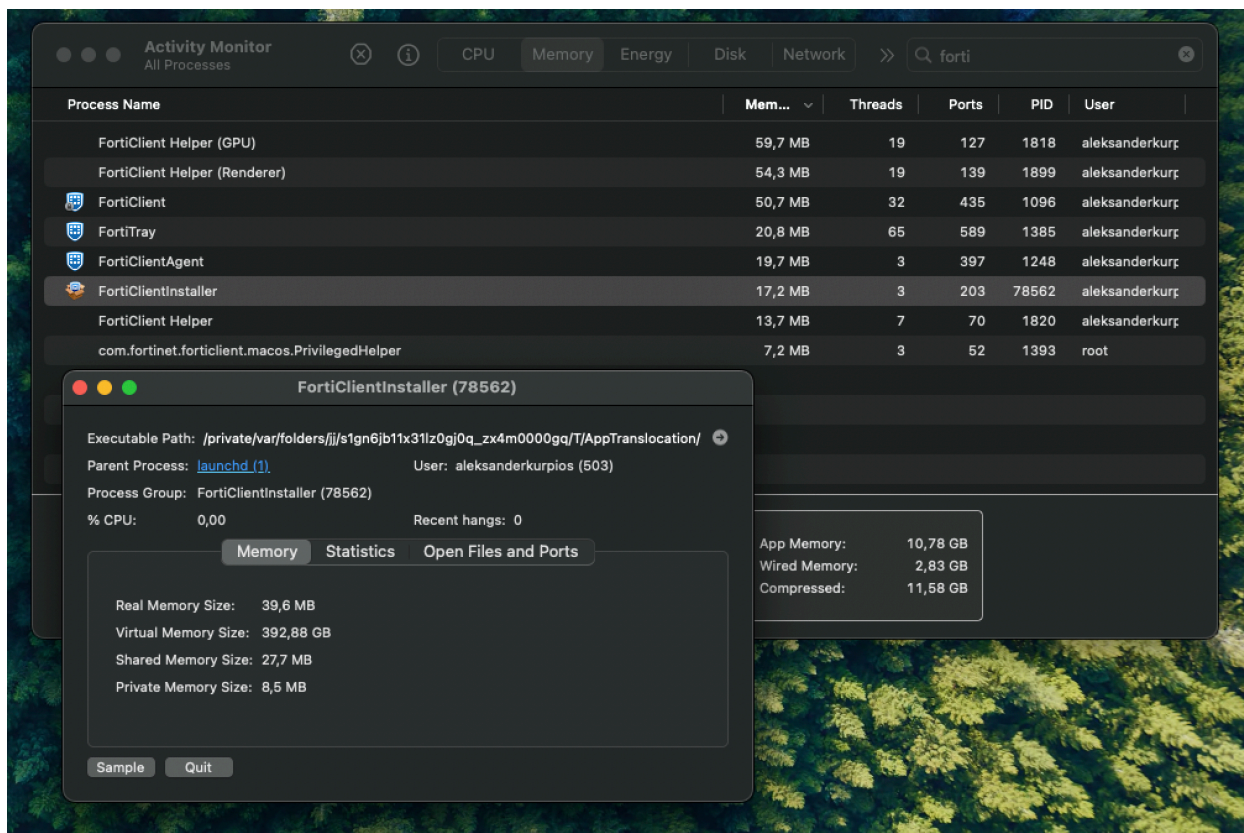 Activity Monitor
All Processes
CPU Memory Energy Disk Network forti
Process Name Mem... Threads Ports PID User
FortiClient Helper (GPU) 59,7 MB 19 127 1818 aleksanderkurp
FortiClient Helper (Renderer) 54,3 MB 19 139 1899 aleksanderkurp
FortiClient 50,7 MB 32 435 1096 aleksanderkurp
FortiTray 20,8 MB 65 589 1385 aleksanderkurp
FortiClientAgent 19,7 MB 3 397 1248 aleksanderkurp
FortiClientInstaller 17,2 MB 3 203 78562 aleksanderkurp
FortiClient Helper 13,7 MB 7 70 1820 aleksanderkurp
com.fortinet.forticlient.macos.PrivilegedHelper 7,2 MB 3 52 1393 root
FortiClientInstaller (78562)
Executable Path: /private/var/folders/jj/s1gn6jb11x31lz0gj0q_zx4m0000gq/T/AppTranslocation/
Parent Process: launchd (1) User: aleksanderkurpios (503)
Process Group: FortiClientInstaller (78562)
% CPU: 0,00 Recent hangs: 0
Memory Statistics Open Files and Ports
Real Memory Size: 39,6 MB
Virtual Memory Size: 392,88 GB
Shared Memory Size: 27,7 MB
Private Memory Size: 8,5 MB
Sample Quit
App Memory: 10,78 GB
Wired Memory: 2,83 GB
Compressed: 11,58 GB